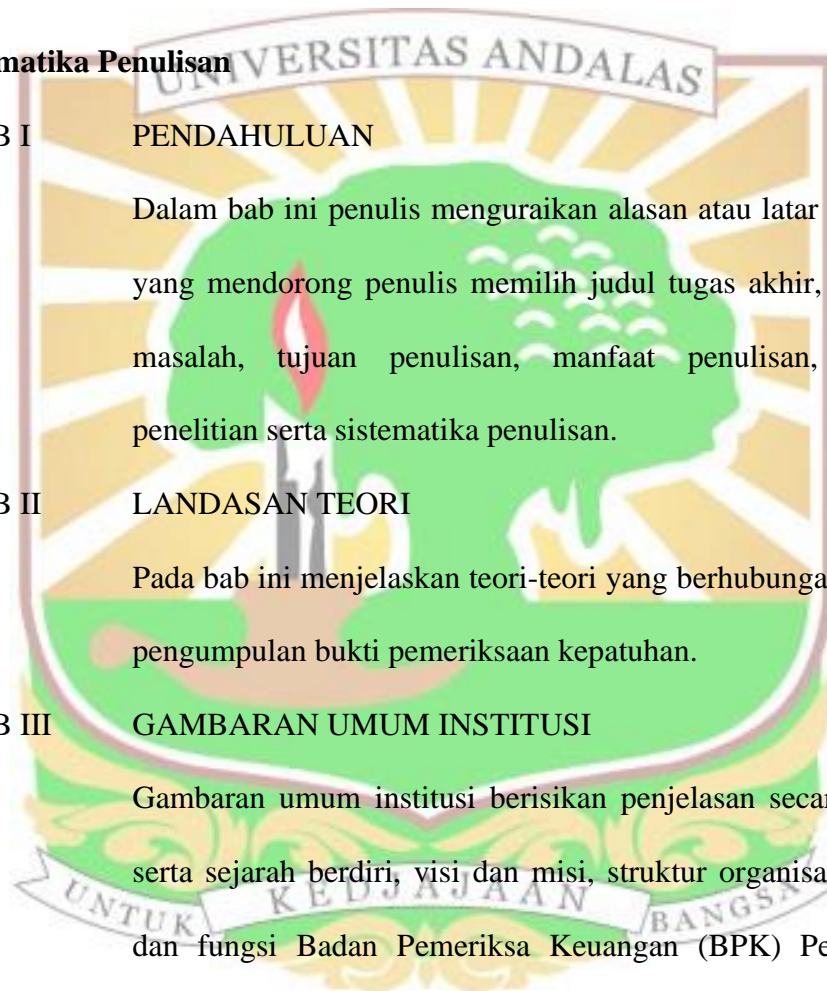 matika Penulisan
UNIVERSITAS ANDALAS
B I PENDAHULUAN
Dalam bab ini penulis menguraikan alasan atau latar
yang mendorong penulis memilih judul tugas akhir,
masalah, tujuan penulisan, manfaat penulisan,
penelitian serta sistematika penulisan.
B II LANDASAN TEORI
Pada bab ini menjelaskan teori-teori yang berhubunga
pengumpulan bukti pemeriksaan kepatuhan.
B III GAMBARAN UMUM INSTITUSI
Gambaran umum institusi berisikan penjelasan secar
serta sejarah berdiri, visi dan misi, struktur organisa
UNTUK KEDJAJAAN BANGSA
dan fungsi Badan Pemeriksa Keuangan (BPK) Pe